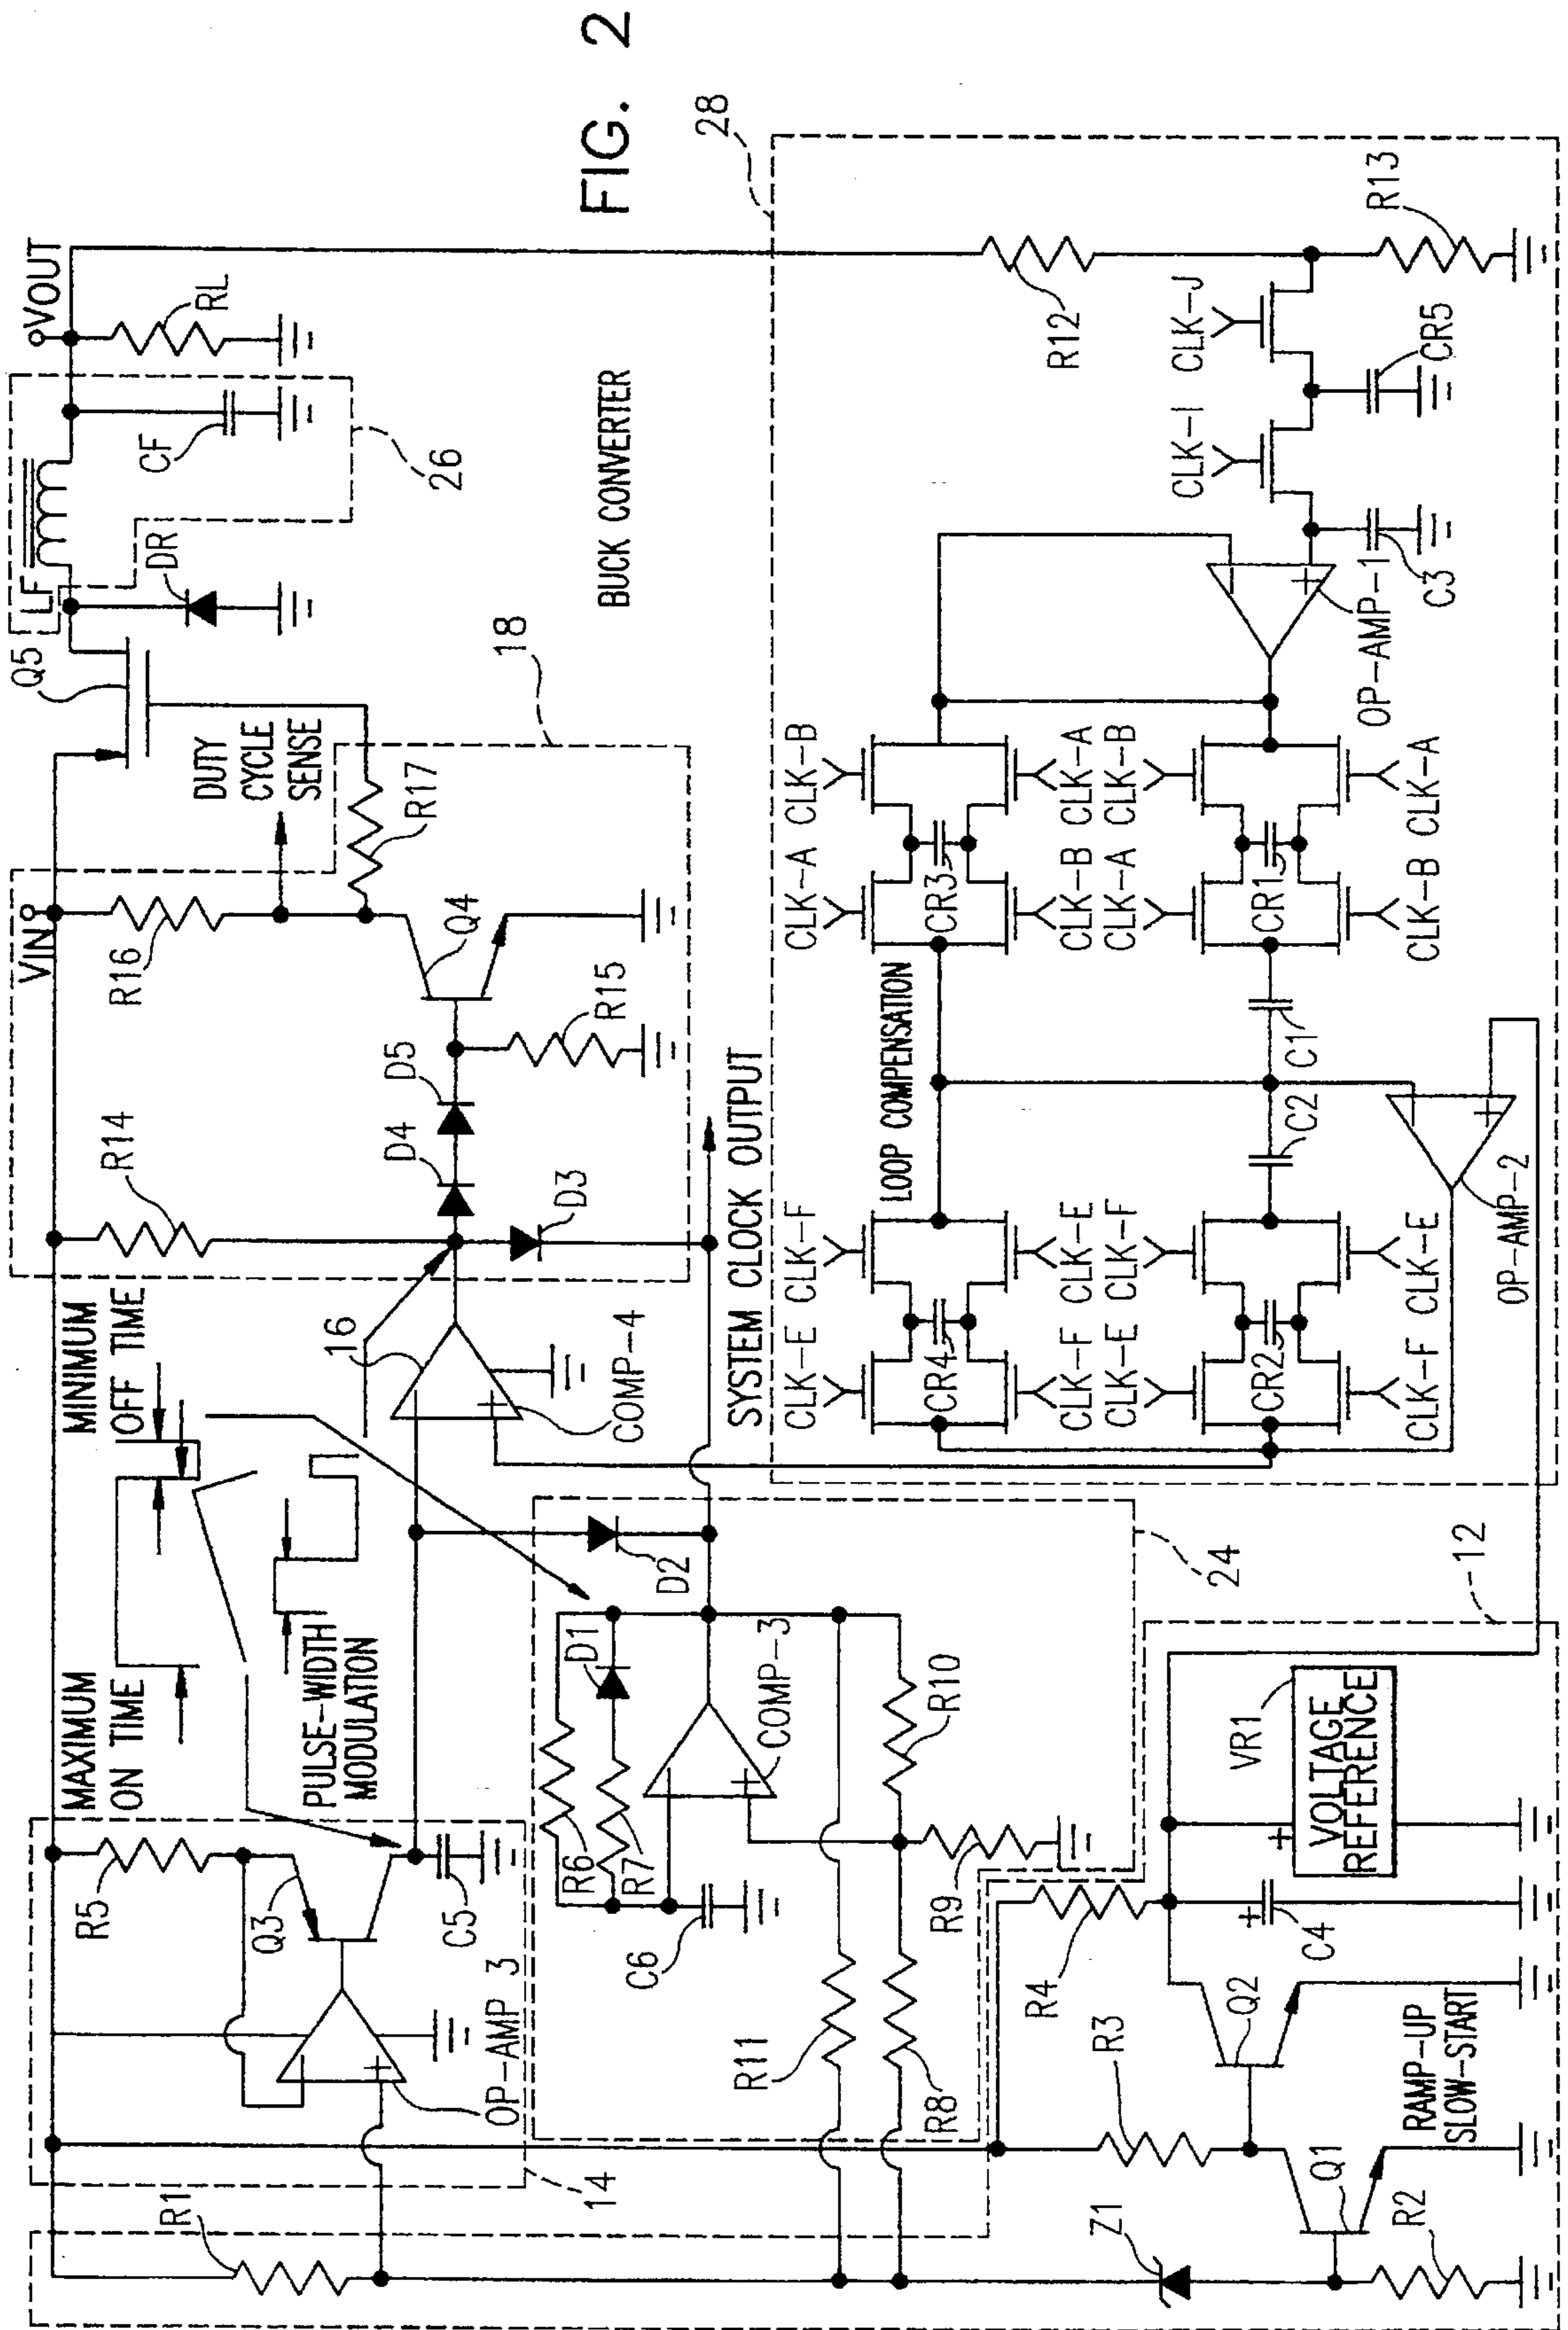 FIG. 2
MAXIMUM
ON TIME
MINIMUM
OFF TIME
PULSE-WIDTH
MODULATION
VIN
VOUT
R1
14
R5
Q3
OP-AMP 3
C5
16
COMP-4
R14
D4
D5
D3
R15
R16
Q4
R17
DUTY
CYCLE
SENSE
18
Q5
LF
DR
CF
26
RL
BUCK CONVERTER
SYSTEM CLOCK OUTPUT
R11
R8
C6
R6
R7
D1
D2
COMP-3
R10
R9
24
12
Z1
R2
Q1
R3
RAMP-UP
SLOW-START
Q2
R4
C4
VR1
VOLTAGE
REFERENCE
28
LOOP COMPENSATION
CLK-E
CLK-F
CR4
CLK-F
CLK-E
CLK-E
CLK-F
CR2
CLK-F
CLK-E
CLK-A
CLK-B
CR3
CLK-B
CLK-A
CLK-A
CLK-B
CR1
CLK-B
CLK-A
C2
C1
OP-AMP-2
OP-AMP-1
C3
CLK-I
CLK-J
CR5
R12
R13